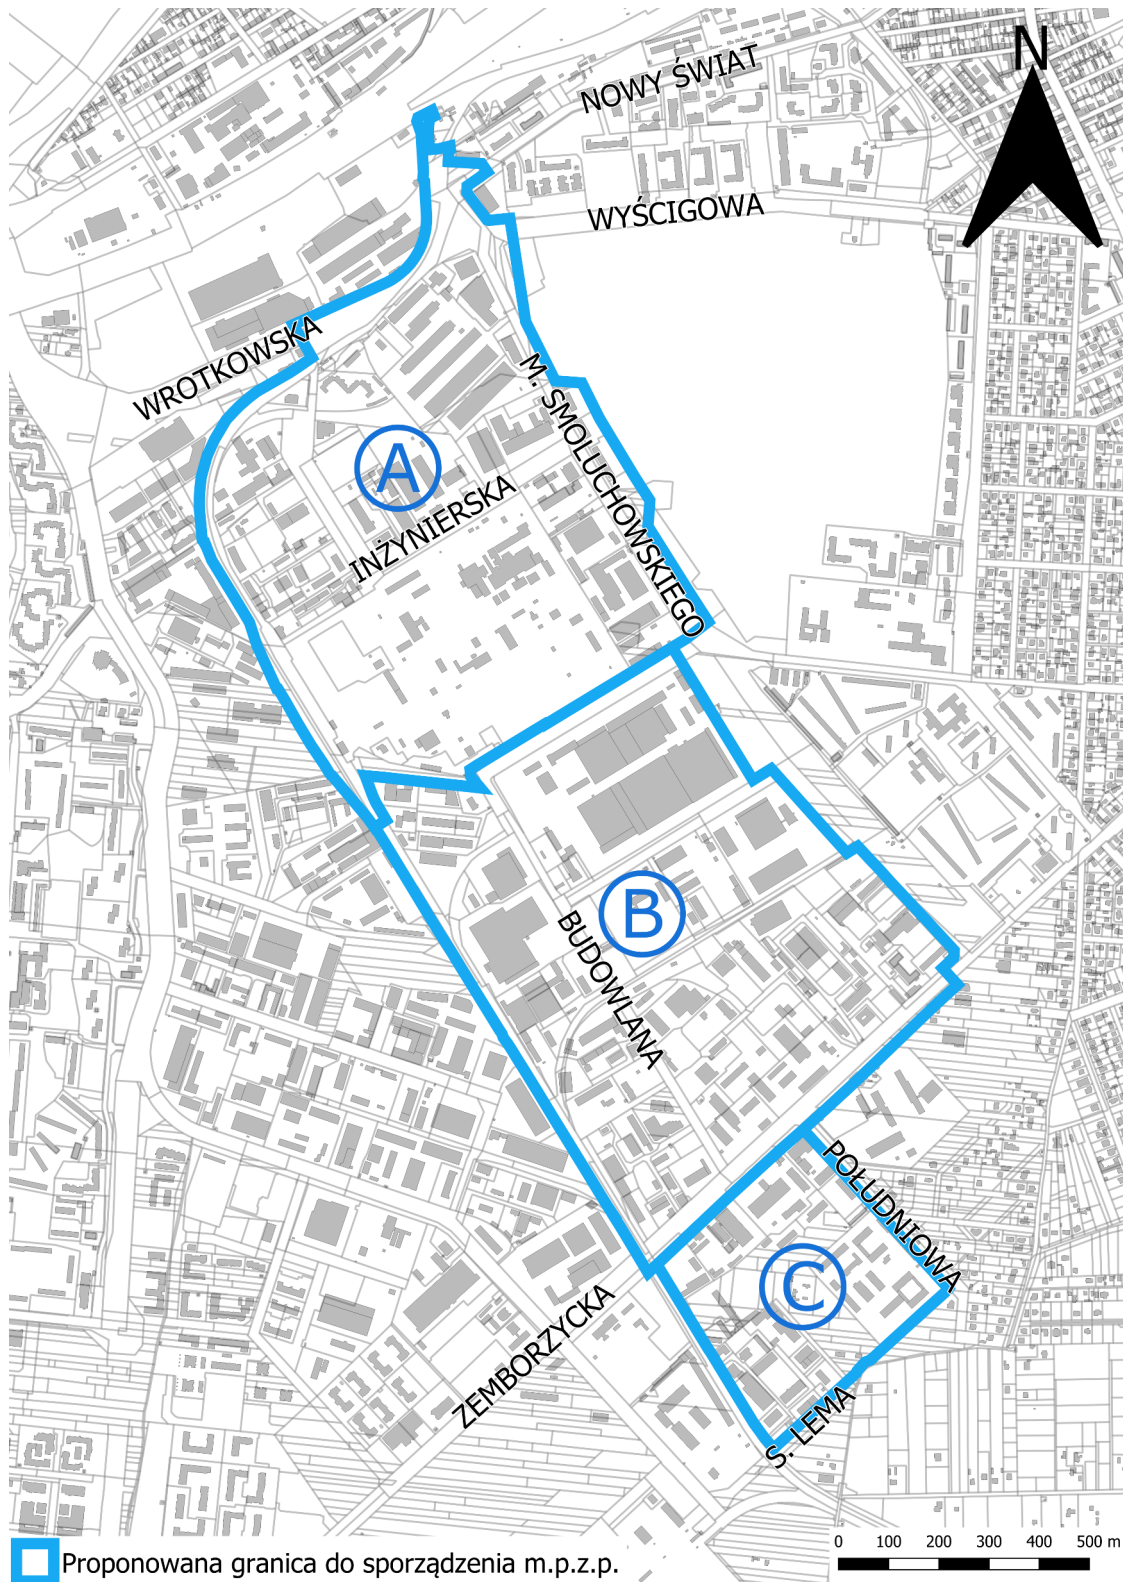 N
NOWY ŚWIAT
WYŚCIGOWA
WROTKOWSKA
M. SMOLUCHOWSKIEGO
A
INŻYNIERSKA
B
BUDOWLANA
POŁUDNIOWA
C
ZEMBORZYCKA
S. LEMA
0 100 200 300 400 500 m
Proponowana granica do sporządzenia m.p.z.p.